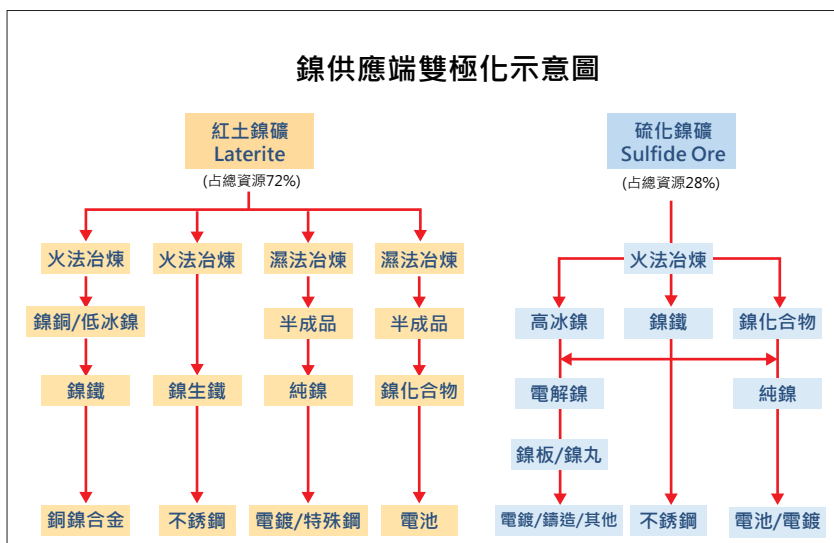 鎳供應端雙極化示意圖
紅土鎳礦
Laterite
(占總資源72%)
硫化鎳礦
Sulfide Ore
(占總資源28%)
火法冶煉
火法冶煉
濕法冶煉
濕法冶煉
火法冶煉
鎳銅/低冰鎳
半成品
半成品
高冰鎳
鎳鐵
鎳化合物
鎳鐵
鎳生鐵
純鎳
鎳化合物
電解鎳
純鎳
鎳板/鎳丸
銅鎳合金
不銹鋼
電鍍/特殊鋼
電池
電鍍/鑄造/其他
不銹鋼
電池/電鍍